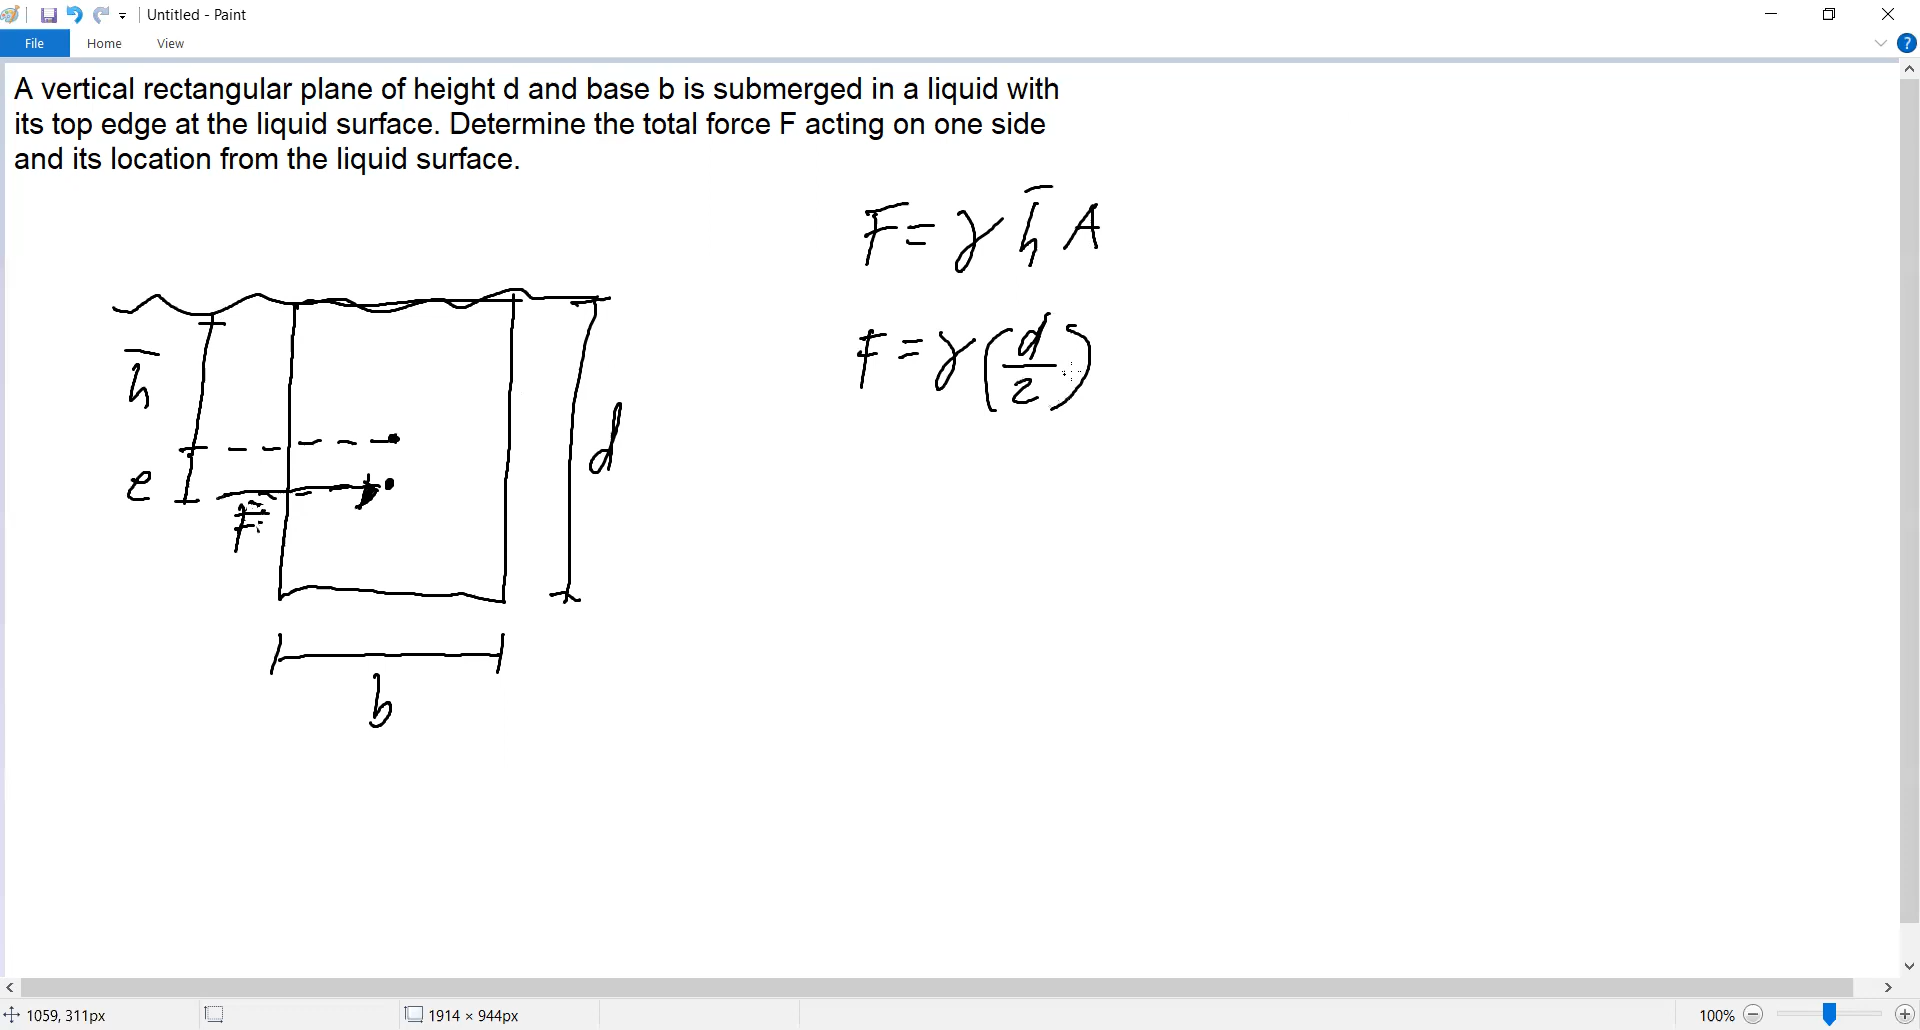 Untitled - Paint
File Home View
?
A vertical rectangular plane of height d and base b is submerged in a liquid with
its top edge at the liquid surface. Determine the total force F acting on one side
and its location from the liquid surface.
F = γ h̄ A
F = γ (d/2)
h̄
d
e
F
b
1059, 311px
1914 × 944px
100%